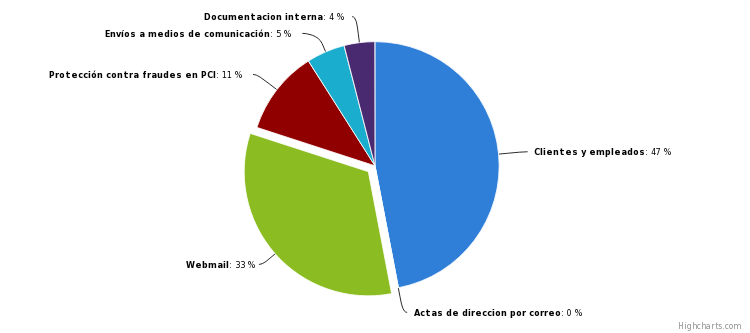 Documentacion interna: 4 %
Envíos a medios de comunicación: 5 %
Protección contra fraudes en PCI: 11 %
Clientes y empleados: 47 %
Webmail: 33 %
Actas de direccion por correo: 0 %
Highcharts.com